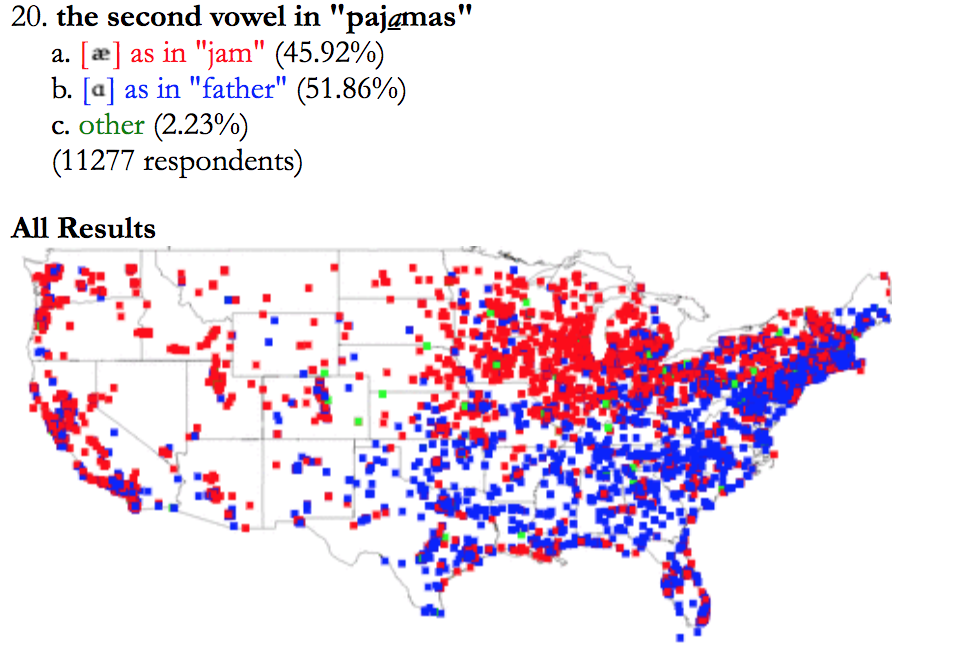 20. the second vowel in "pajamas"
a. [æ] as in "jam" (45.92%)
b. [ɑ] as in "father" (51.86%)
c. other (2.23%)
(11277 respondents)
All Results